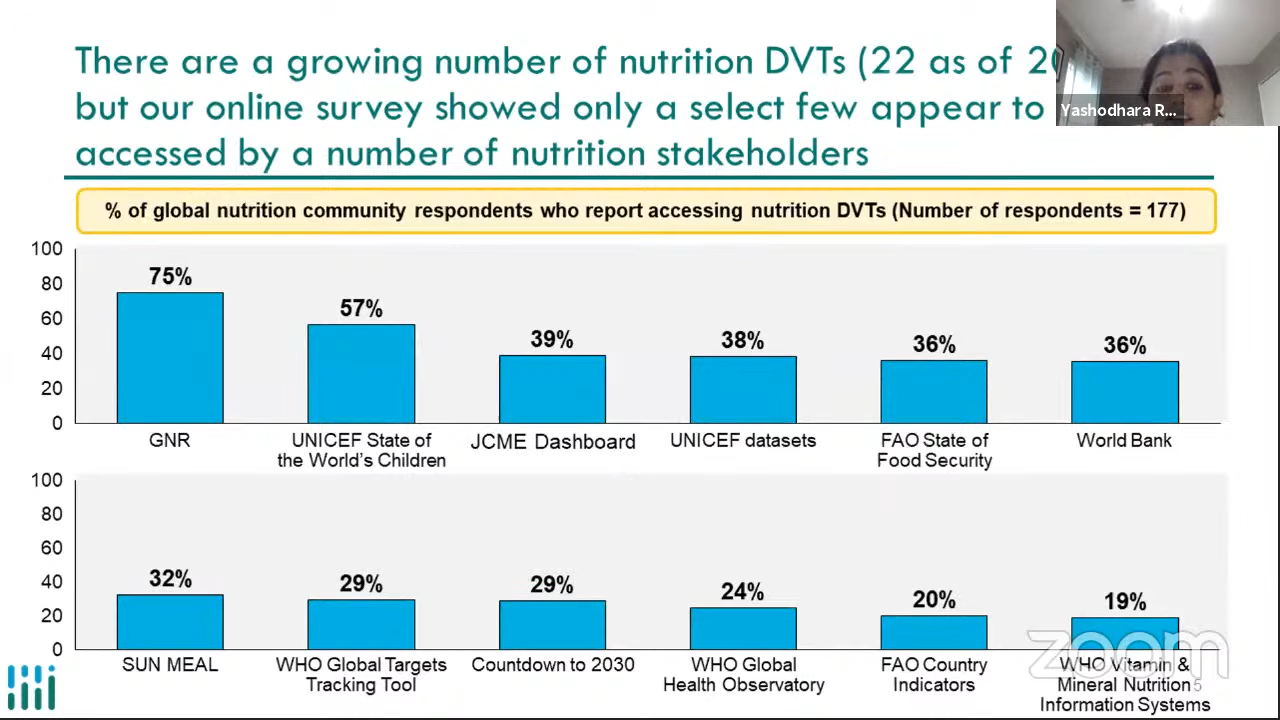 There are a growing number of nutrition DVTs (22 as of
but our online survey showed only a select few appear to
accessed by a number of nutrition stakeholders
Yashodhara R...
% of global nutrition community respondents who report accessing nutrition DVTs (Number of respondents = 177)
100
80
60
40
20
0
75%
57%
39%
38%
36%
36%
GNR
UNICEF State of
the World's Children
JCME Dashboard
UNICEF datasets
FAO State of
Food Security
World Bank
100
80
60
40
20
0
32%
29%
29%
24%
20%
19%
SUN MEAL
WHO Global Targets
Tracking Tool
Countdown to 2030
WHO Global
Health Observatory
FAO Country
Indicators
WHO Vitamin &
Mineral Nutrition
Information Systems
5
zoom